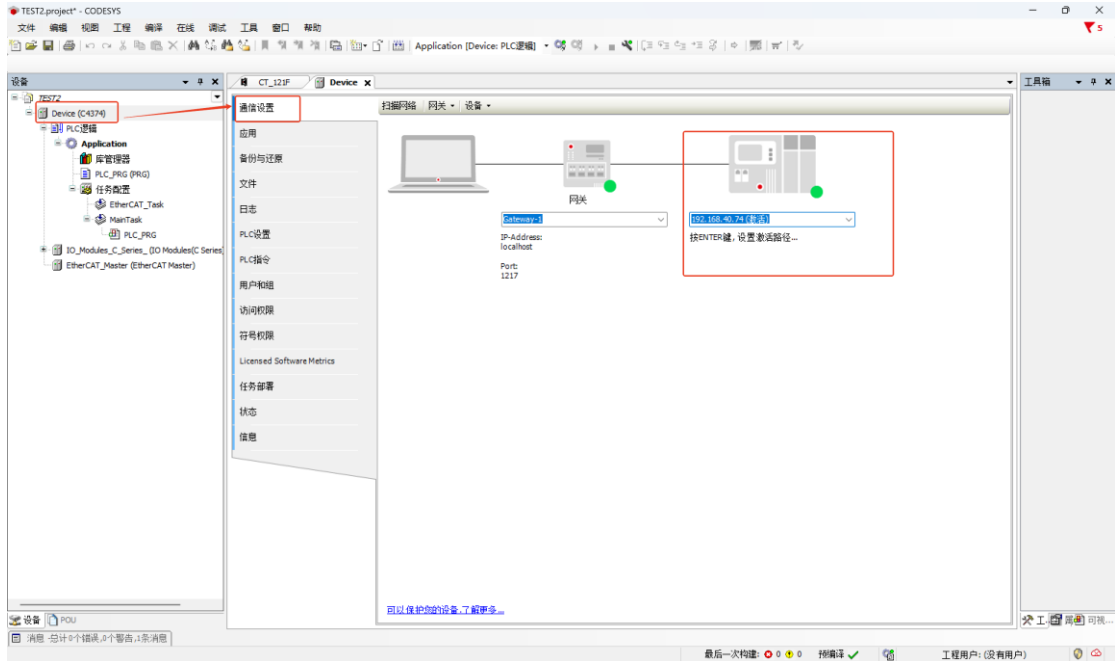 TEST2.project* - CODESYS
文件 编辑 视图 工程 编译 在线 调试 工具 窗口 帮助
5
Application [Device: PLC逻辑]
设备
TEST2
Device (C4374)
PLC逻辑
Application
库管理器
PLC_PRG (PRG)
任务配置
EtherCAT_Task
MainTask
PLC_PRG
IO_Modules_C_Series_ (IO Modules(C Series
EtherCAT_Master (EtherCAT Master)
设备 POU
CT_121F Device
通信设置
应用
备份与还原
文件
日志
PLC设置
PLC指令
用户和组
访问权限
符号权限
Licensed Software Metrics
任务部署
状态
信息
扫描网络 网关 设备
网关
Gateway-1
IP-Address:
localhost
Port:
1217
192.168.40.74 (激活)
按ENTER键, 设置激活路径...
可以保护您的设备.了解更多...
工具箱
工... 可视...
消息 -总计0个错误,0个警告,1条消息
最后一次构建: 0 0 预编译 工程用户: (没有用户)